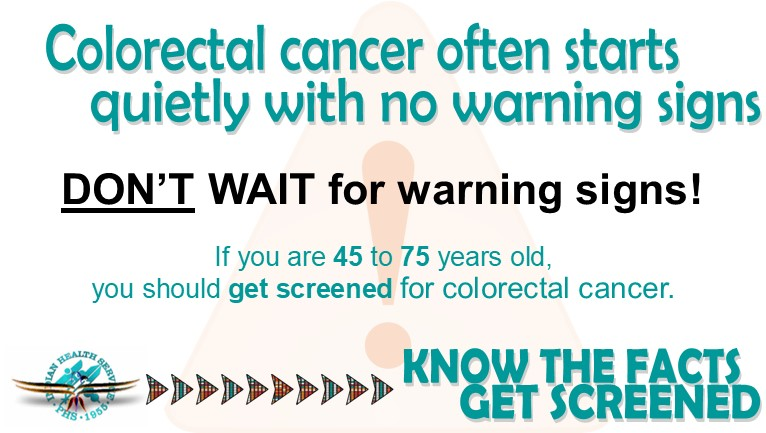 Colorectal cancer often starts
quietly with no warning signs
DON’T WAIT for warning signs!
If you are 45 to 75 years old,
you should get screened for colorectal cancer.
INDIAN HEALTH SERVICE
PHS · 1955
KNOW THE FACTS
GET SCREENED